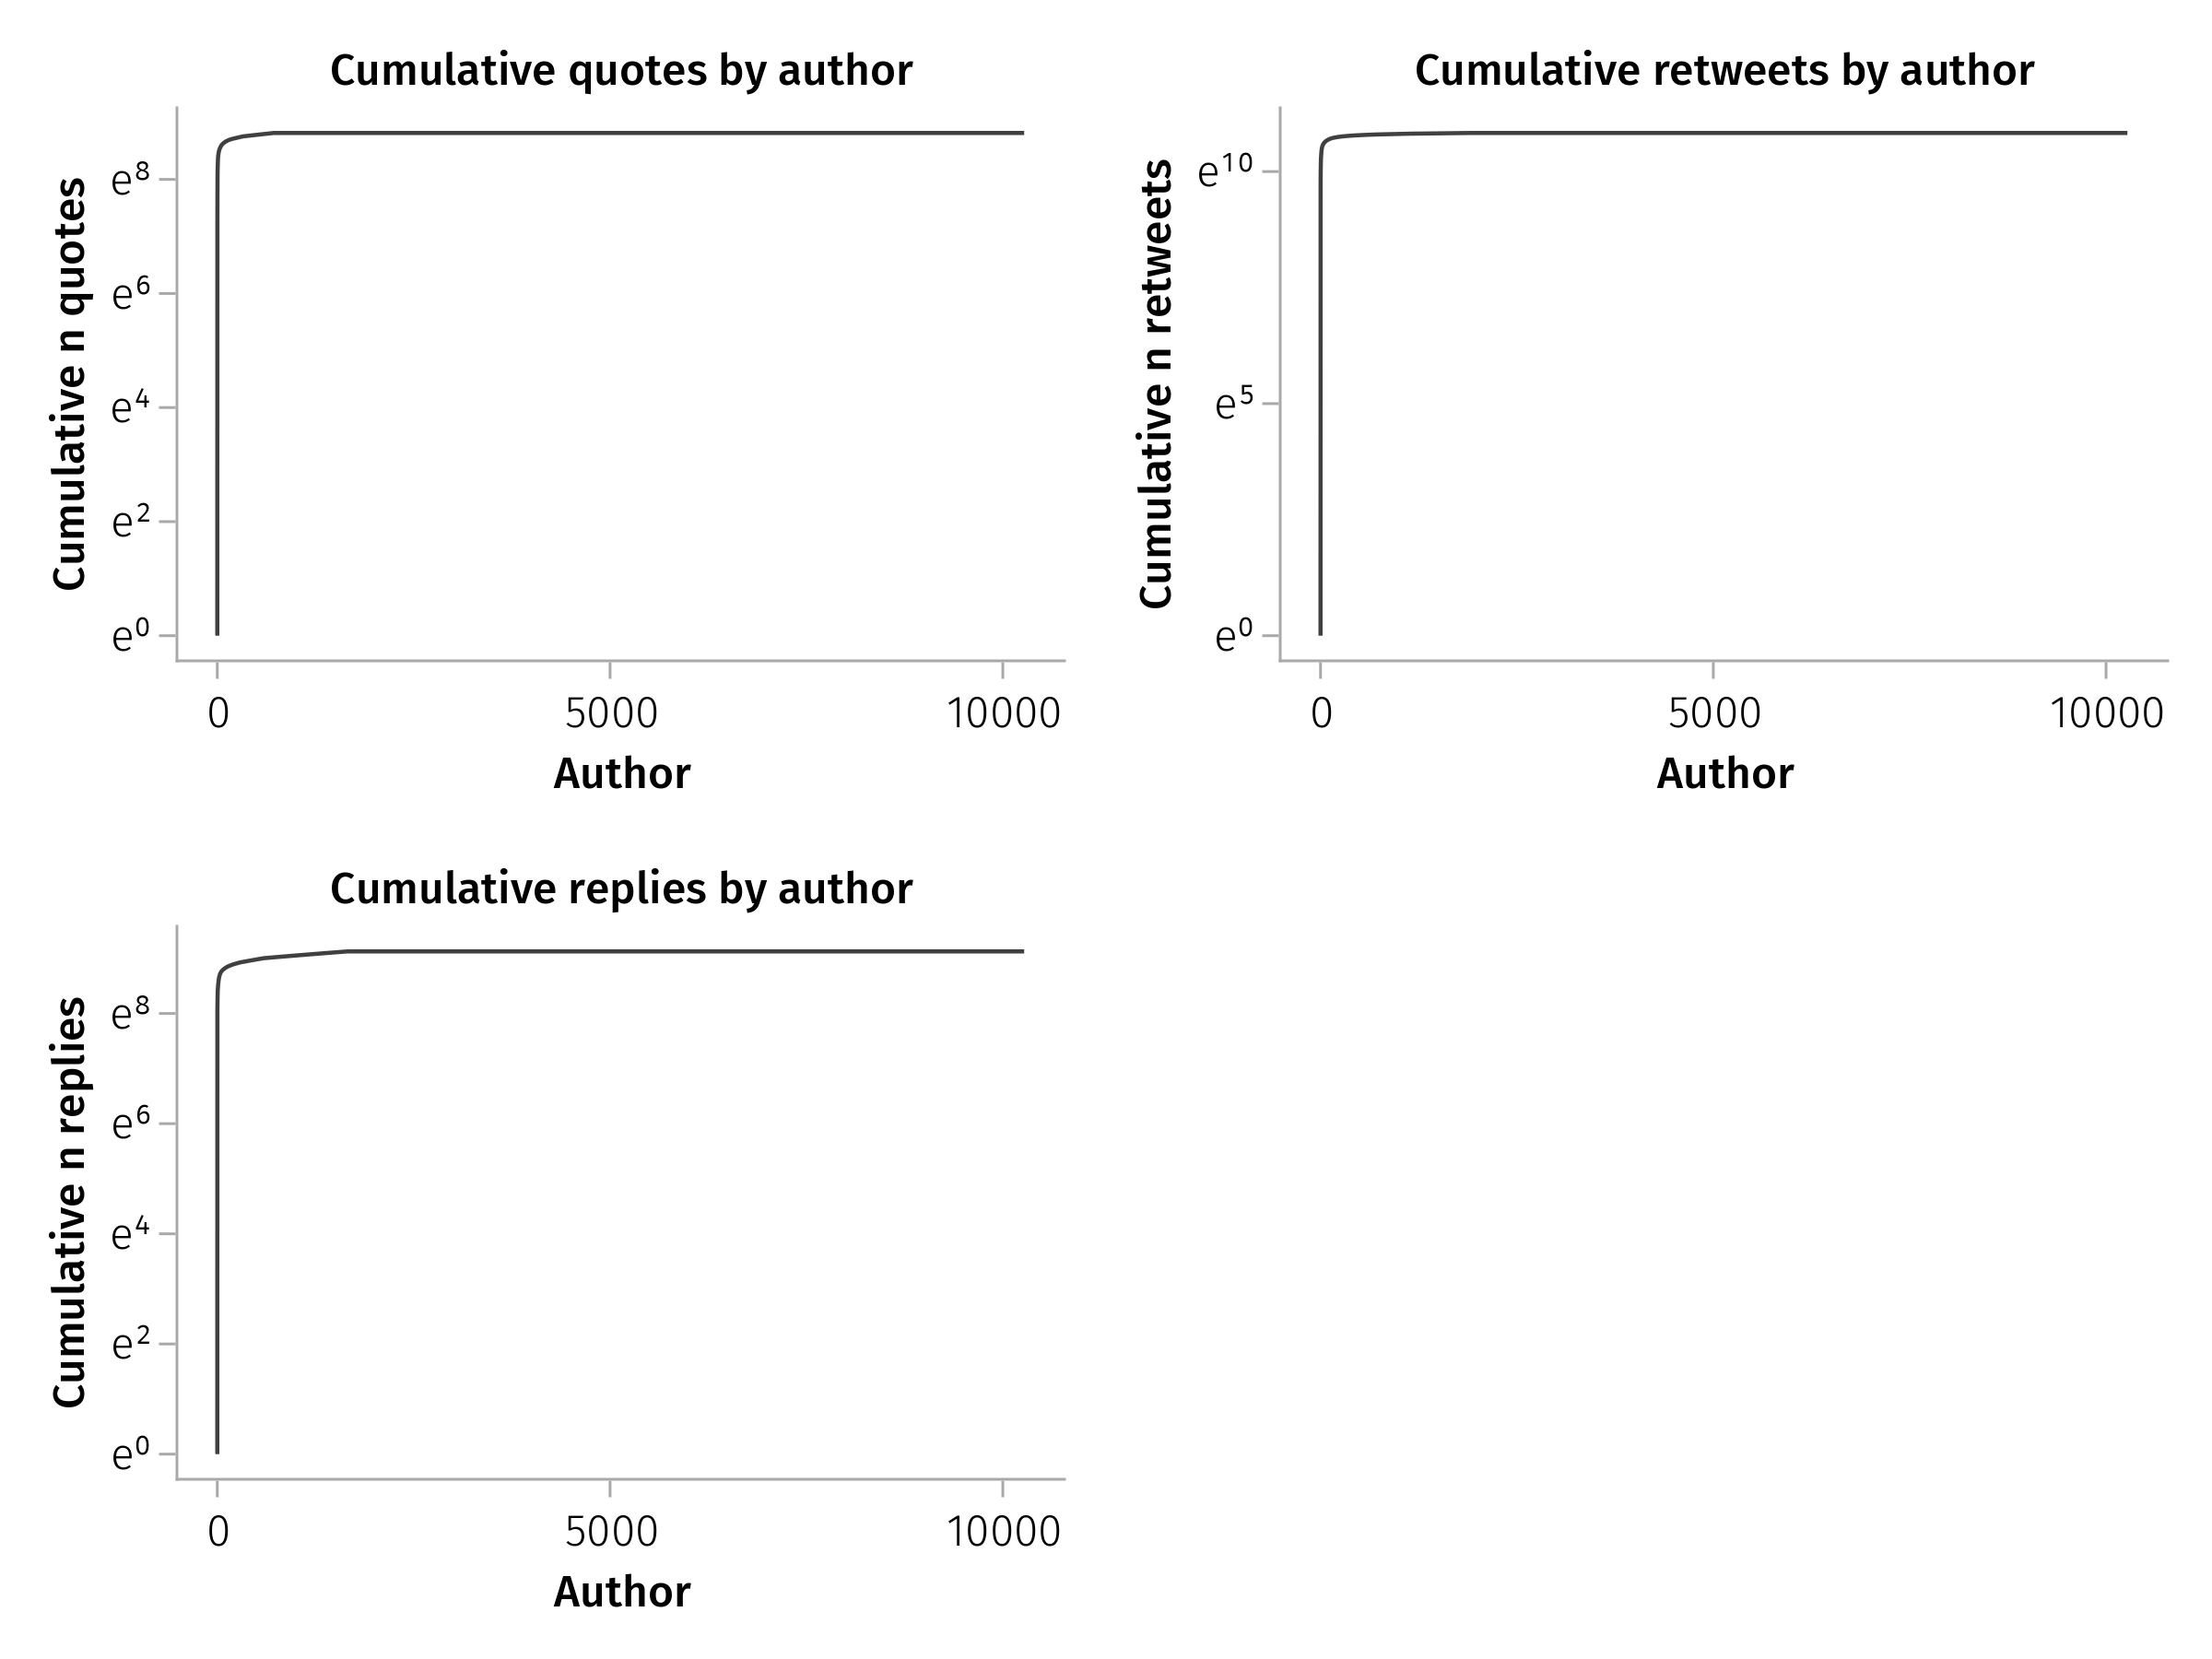 Cumulative quotes by author
Cumulative n quotes
e⁸
e⁶
e⁴
e²
e⁰
0 5000 10000
Author
Cumulative retweets by author
Cumulative n retweets
e¹⁰
e⁵
e⁰
0 5000 10000
Author
Cumulative replies by author
Cumulative n replies
e⁸
e⁶
e⁴
e²
e⁰
0 5000 10000
Author